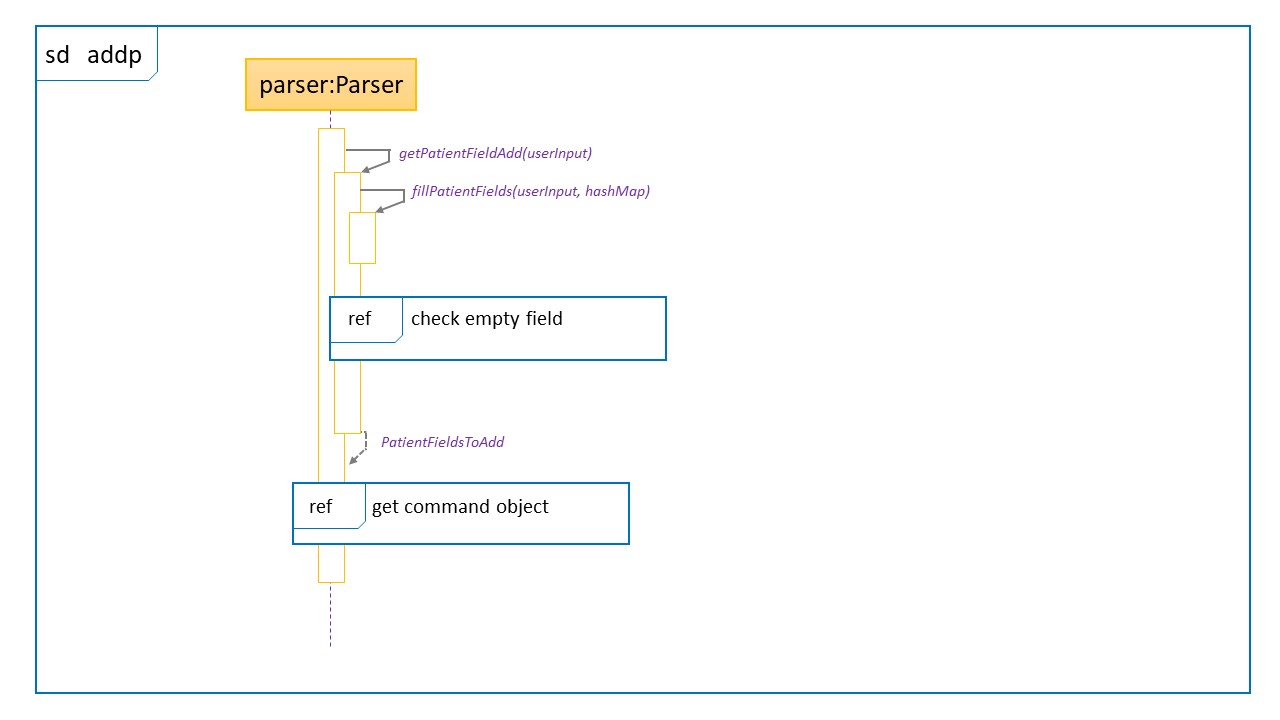 sd addp
parser:Parser
getPatientFieldAdd(userInput)
fillPatientFields(userInput, hashMap)
ref check empty field
PatientFieldsToAdd
ref get command object